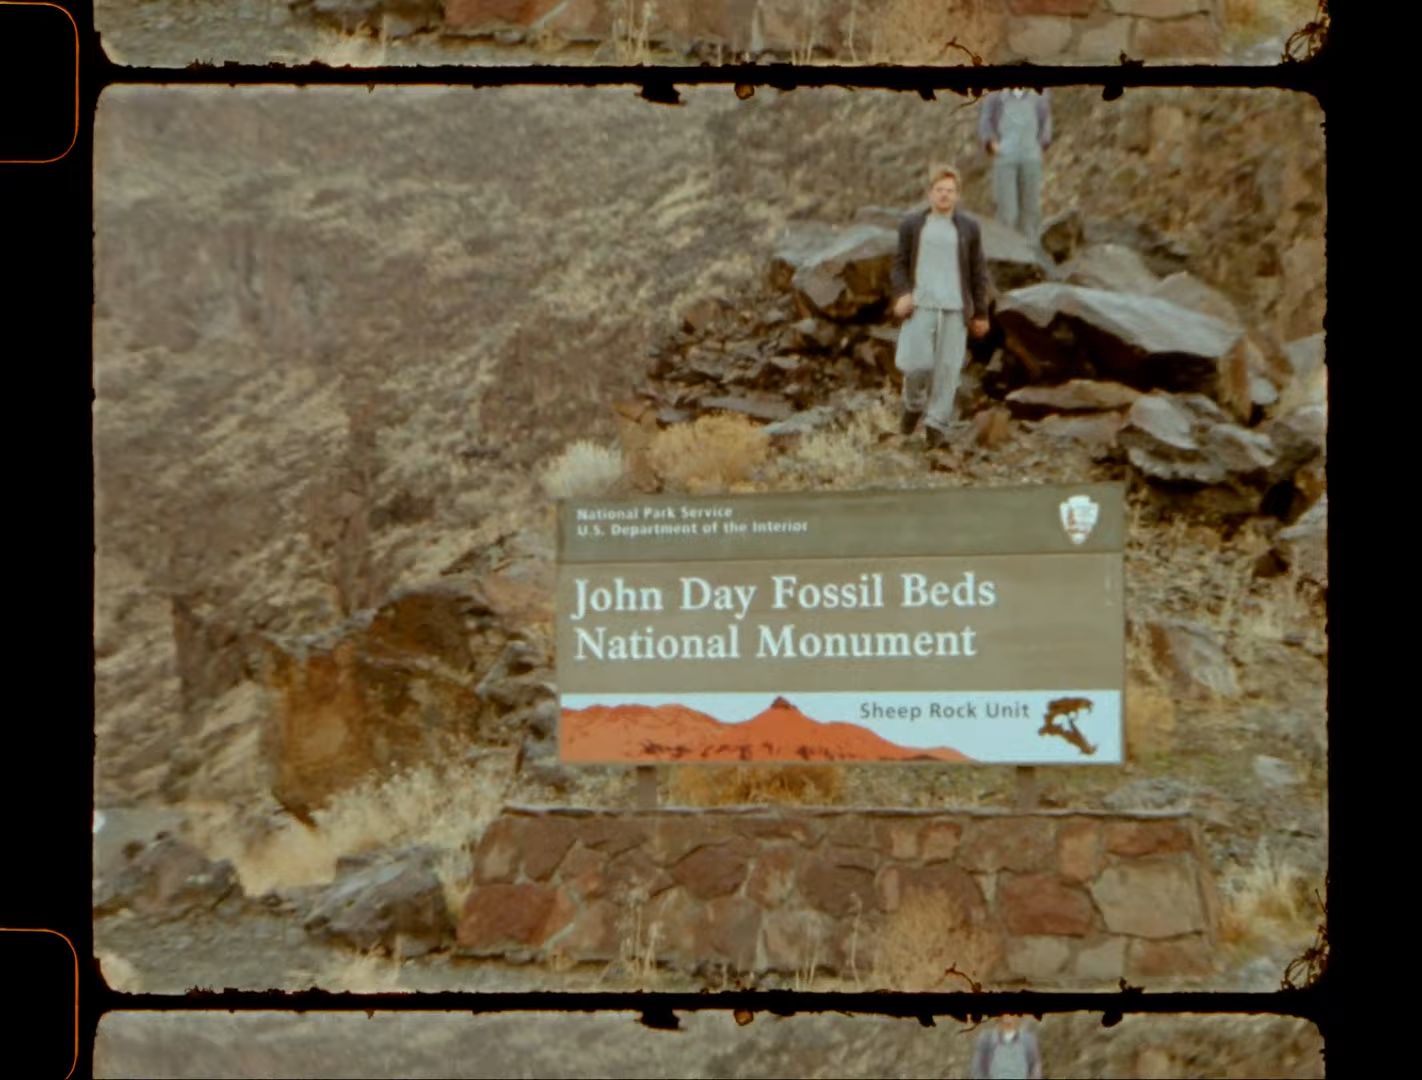 National Park Service
U.S. Department of the Interior
John Day Fossil Beds
National Monument
Sheep Rock Unit